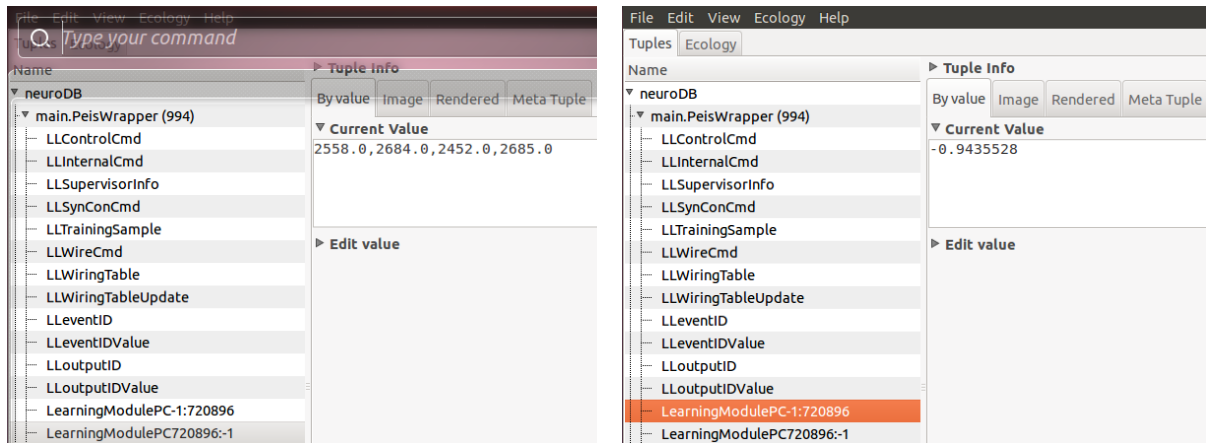 File Edit View Ecology Help
Type your command
Tuples Ecology
Name
neuroDB
main.PeisWrapper (994)
LLControlCmd
LLInternalCmd
LLSupervisorInfo
LLSynConCmd
LLTrainingSample
LLWireCmd
LLWiringTable
LLWiringTableUpdate
LLeventID
LLeventIDValue
LLoutputID
LLoutputIDValue
LearningModulePC-1:720896
LearningModulePC720896:-1
Tuple Info
By value Image Rendered Meta Tuple
Current Value
2558.0,2684.0,2452.0,2685.0
Edit value
File Edit View Ecology Help
Tuples Ecology
Name
neuroDB
main.PeisWrapper (994)
LLControlCmd
LLInternalCmd
LLSupervisorInfo
LLSynConCmd
LLTrainingSample
LLWireCmd
LLWiringTable
LLWiringTableUpdate
LLeventID
LLeventIDValue
LLoutputID
LLoutputIDValue
LearningModulePC-1:720896
LearningModulePC720896:-1
Tuple Info
By value Image Rendered Meta Tuple
Current Value
-0.9435528
Edit value